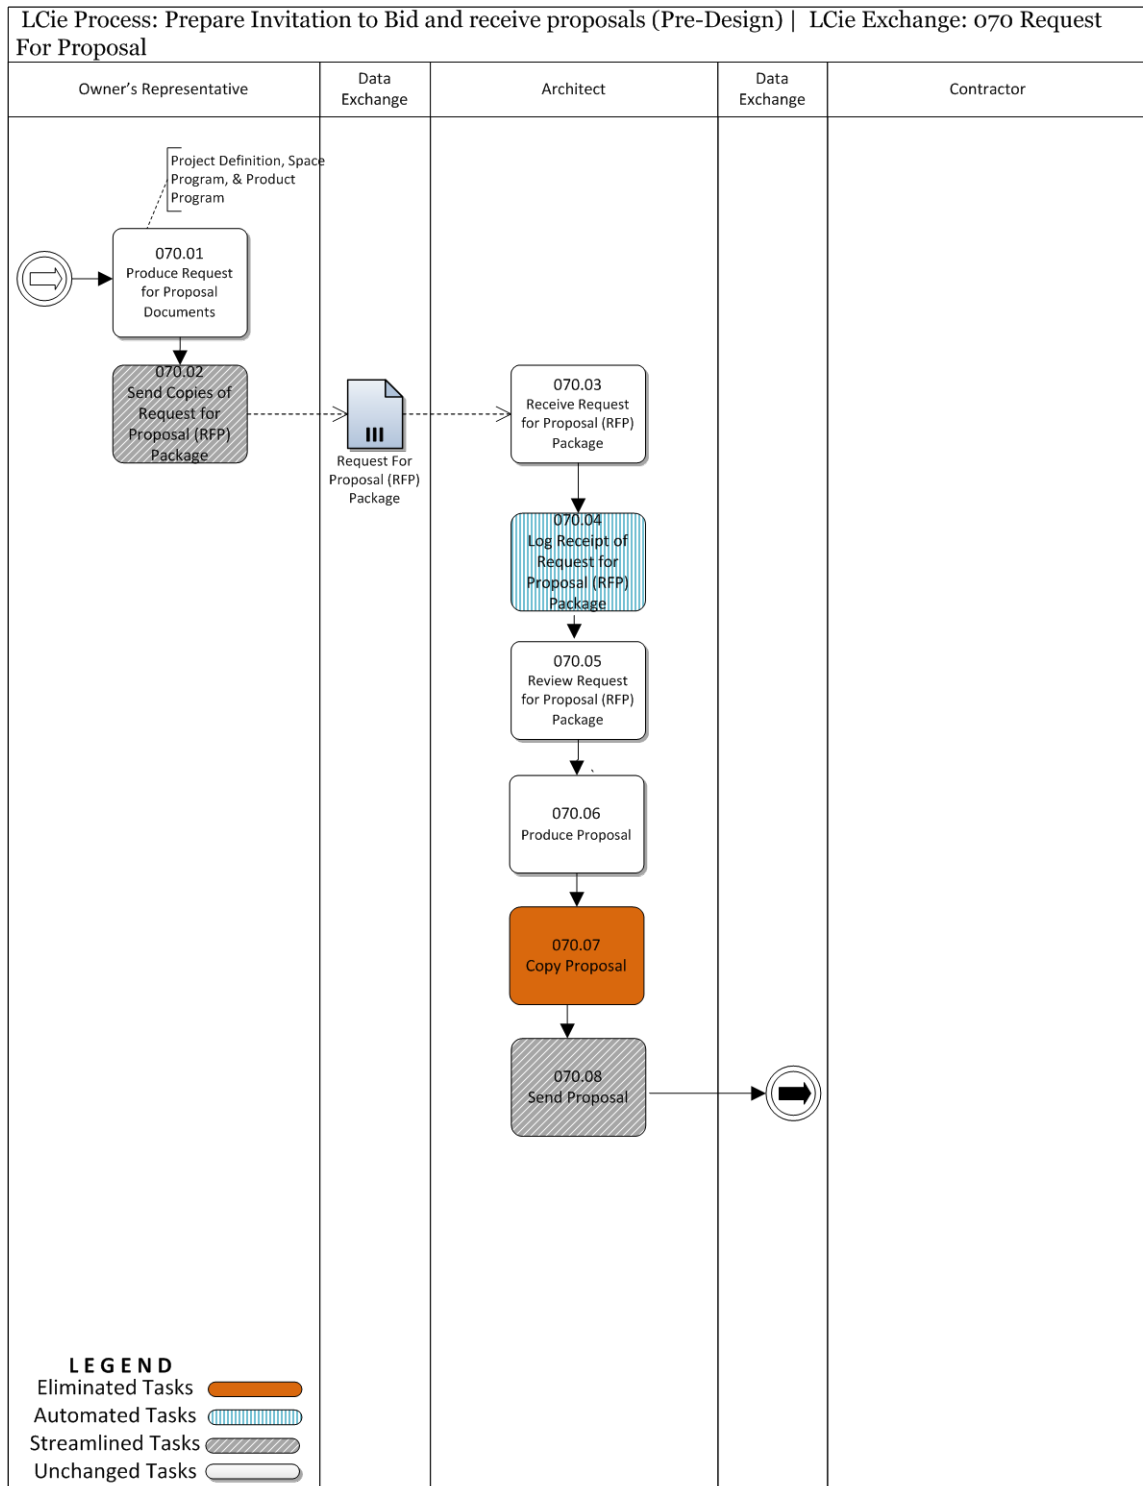 LCie Process: Prepare Invitation to Bid and receive proposals (Pre-Design) | LCie Exchange: 070 Request
For Proposal
Owner's Representative
Data
Exchange
Architect
Data
Exchange
Contractor
Project Definition, Space
Program, & Product
Program
070.01
Produce Request
for Proposal
Documents
070.02
Send Copies of
Request for
Proposal (RFP)
Package
Request For
Proposal (RFP)
Package
070.03
Receive Request
for Proposal (RFP)
Package
070.04
Log Receipt of
Request for
Proposal (RFP)
Package
070.05
Review Request
for Proposal (RFP)
Package
070.06
Produce Proposal
070.07
Copy Proposal
070.08
Send Proposal
LEGEND
Eliminated Tasks
Automated Tasks
Streamlined Tasks
Unchanged Tasks